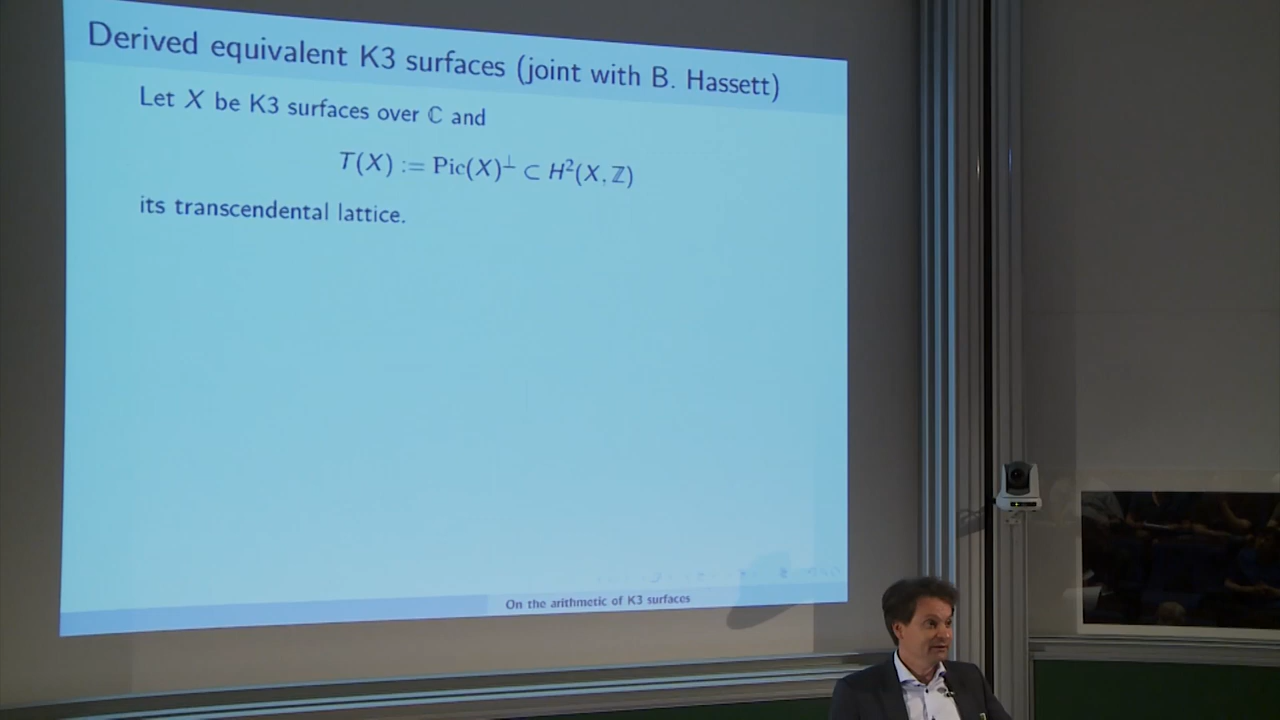 Derived equivalent K3 surfaces (joint with B. Hassett)
Let X be K3 surfaces over ℂ and
T(X) := Pic(X)^⊥ ⊂ H²(X, ℤ)
its transcendental lattice.
On the arithmetic of K3 surfaces